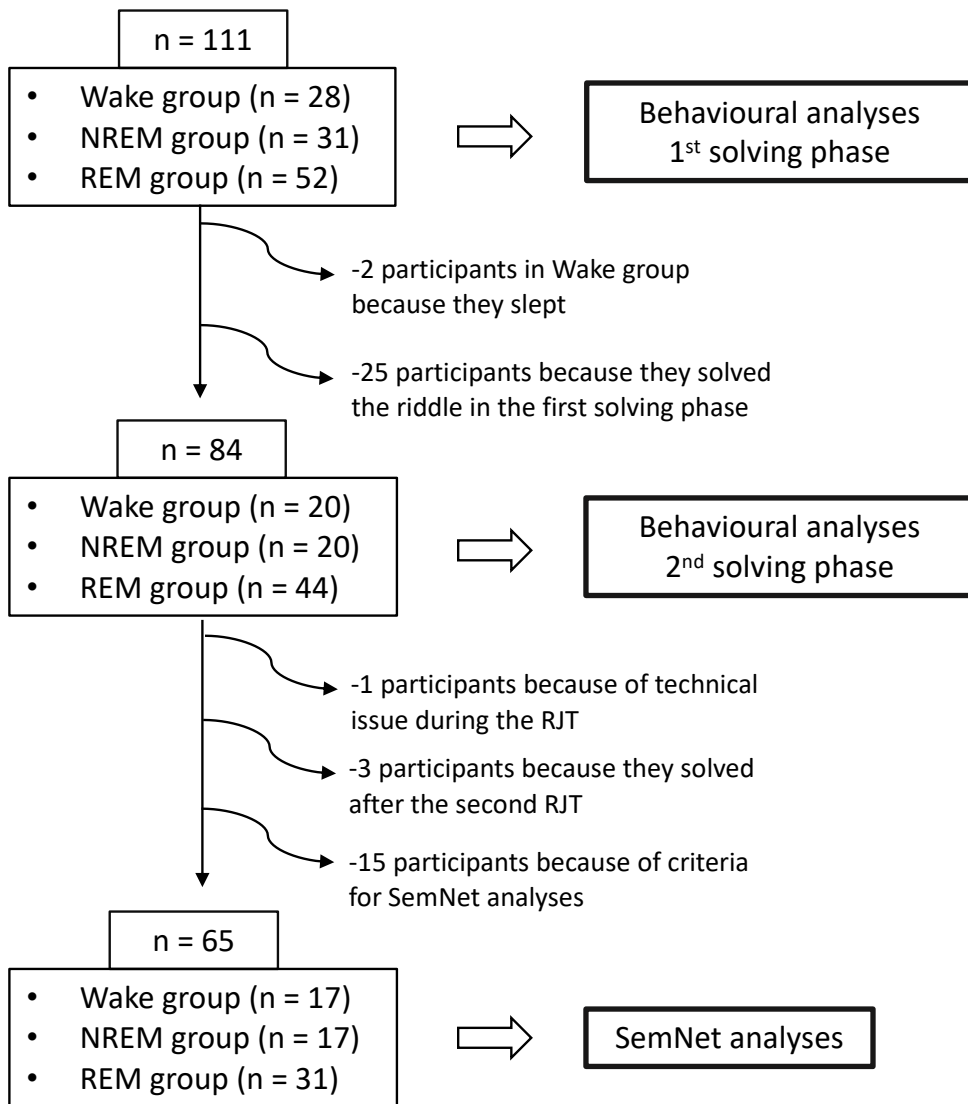 n = 111
• Wake group (n = 28)
• NREM group (n = 31)
• REM group (n = 52)
Behavioural analyses
1st solving phase
-2 participants in Wake group
because they slept
-25 participants because they solved
the riddle in the first solving phase
n = 84
• Wake group (n = 20)
• NREM group (n = 20)
• REM group (n = 44)
Behavioural analyses
2nd solving phase
-1 participants because of technical
issue during the RJT
-3 participants because they solved
after the second RJT
-15 participants because of criteria
for SemNet analyses
n = 65
• Wake group (n = 17)
• NREM group (n = 17)
• REM group (n = 31)
SemNet analyses